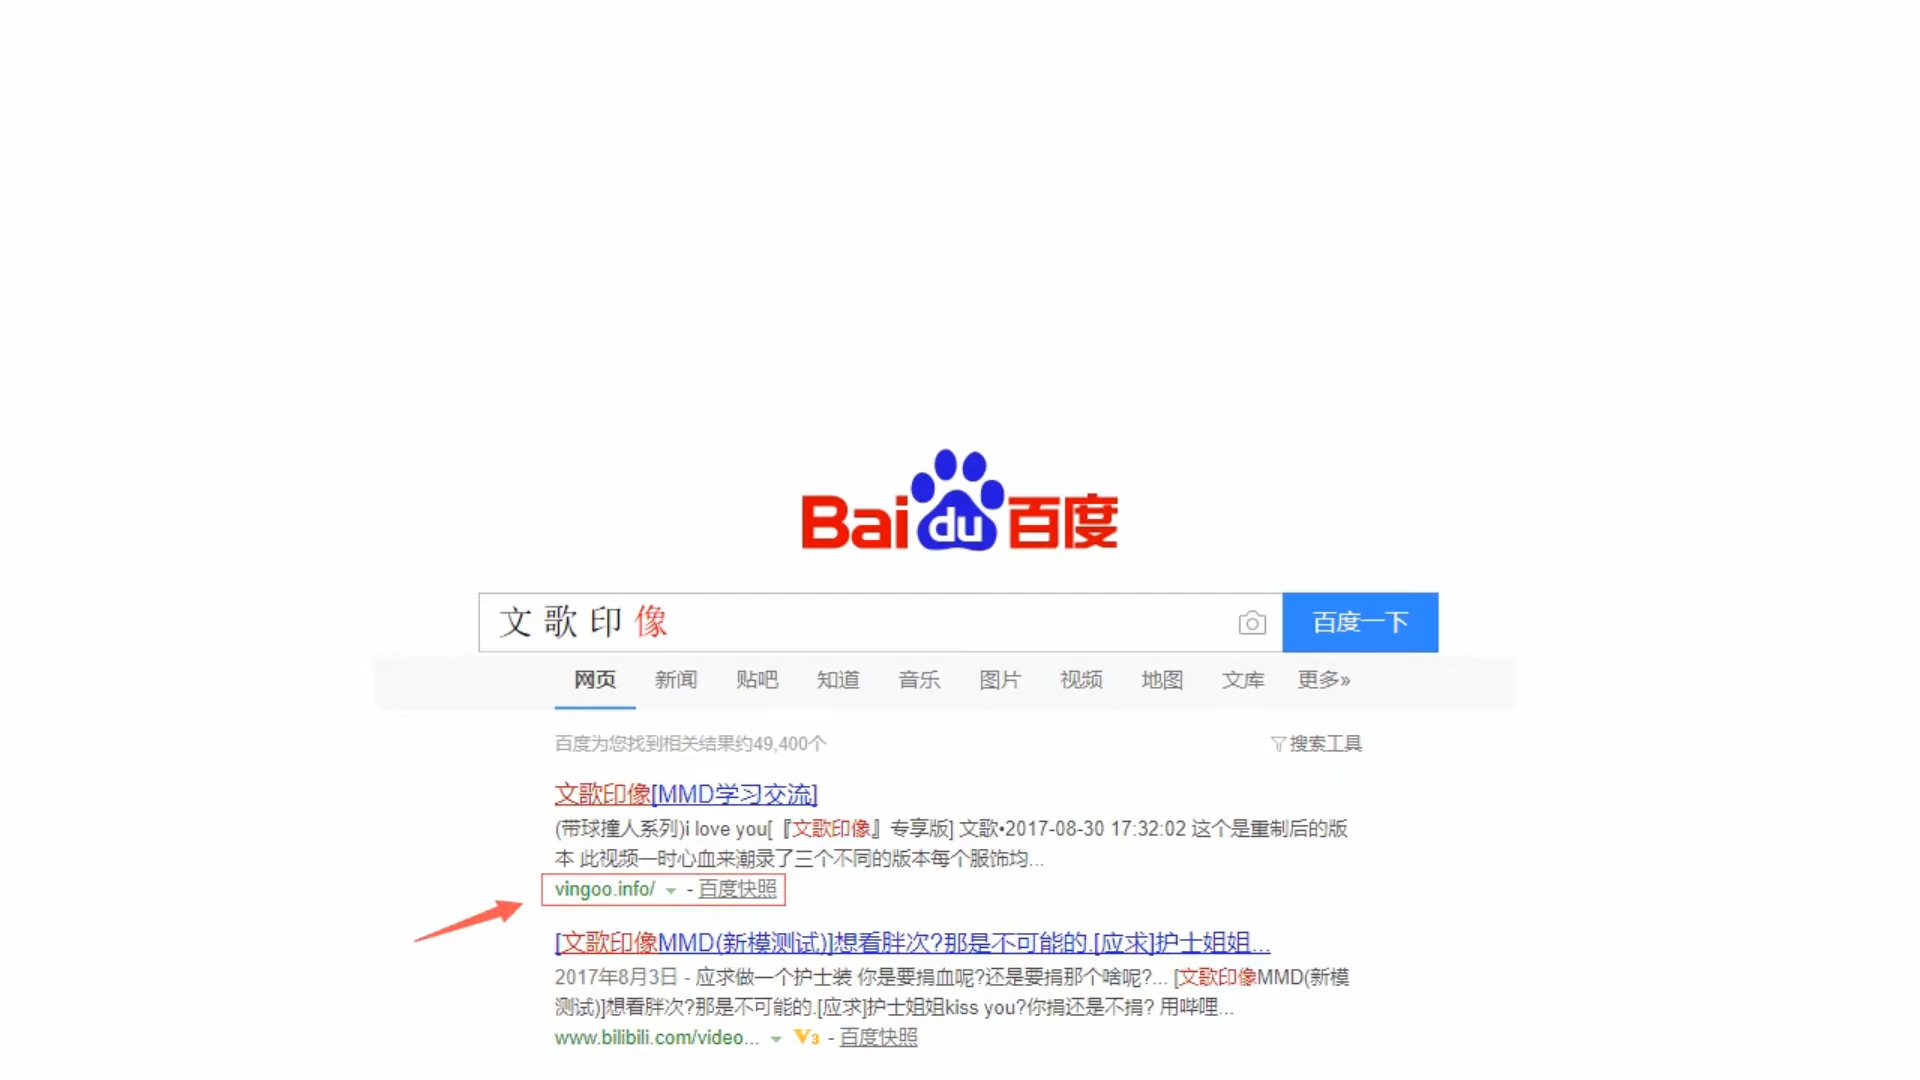 Bai du 百度
文歌印像
百度一下
网页 新闻 贴吧 知道 音乐 图片 视频 地图 文库 更多»
百度为您找到相关结果约49,400个 搜索工具
文歌印像[MMD学习交流]
(带球撞人系列)i love you[『文歌印像』专享版] 文歌•2017-08-30 17:32:02 这个是重制后的版
本 此视频一时心血来潮录了三个不同的版本每个服饰均...
vingoo.info/ - 百度快照
[文歌印像MMD(新模测试)]想看胖次?那是不可能的.[应求]护士姐姐...
2017年8月3日 - 应求做一个护士装 你是要捐血呢?还是要捐那个啥呢?... [文歌印像MMD(新模
测试)]想看胖次?那是不可能的.[应求]护士姐姐kiss you?你捐还是不捐? 用哔哩...
www.bilibili.com/video... V3 - 百度快照